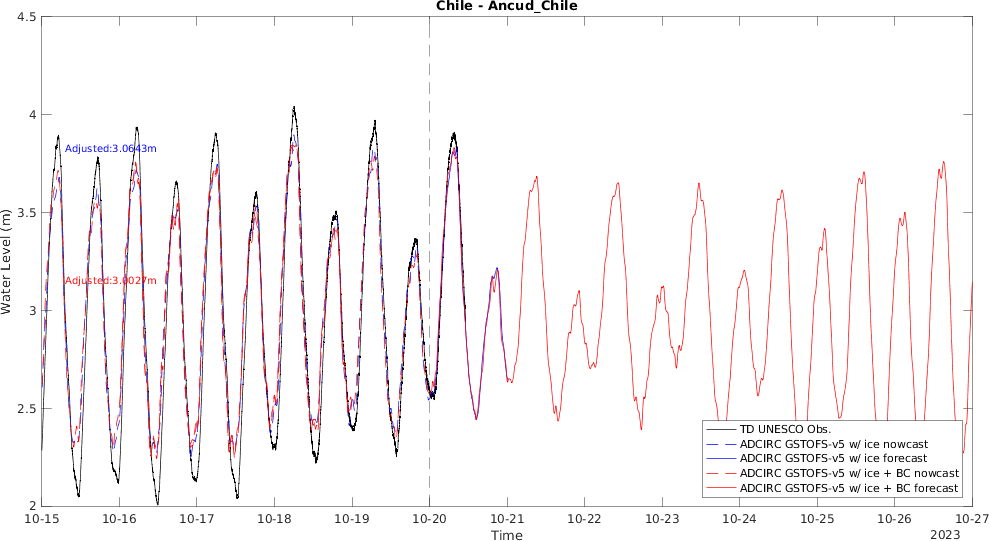 Chile - Ancud_Chile
4.5
4
3.5
3
2.5
2
Water Level (m)
Adjusted:3.0643m
Adjusted:3.0027m
TD UNESCO Obs.
ADCIRC GSTOFS-v5 w/ ice nowcast
ADCIRC GSTOFS-v5 w/ ice forecast
ADCIRC GSTOFS-v5 w/ ice + BC nowcast
ADCIRC GSTOFS-v5 w/ ice + BC forecast
10-15 10-16 10-17 10-18 10-19 10-20 10-21 10-22 10-23 10-24 10-25 10-26 10-27
Time
2023